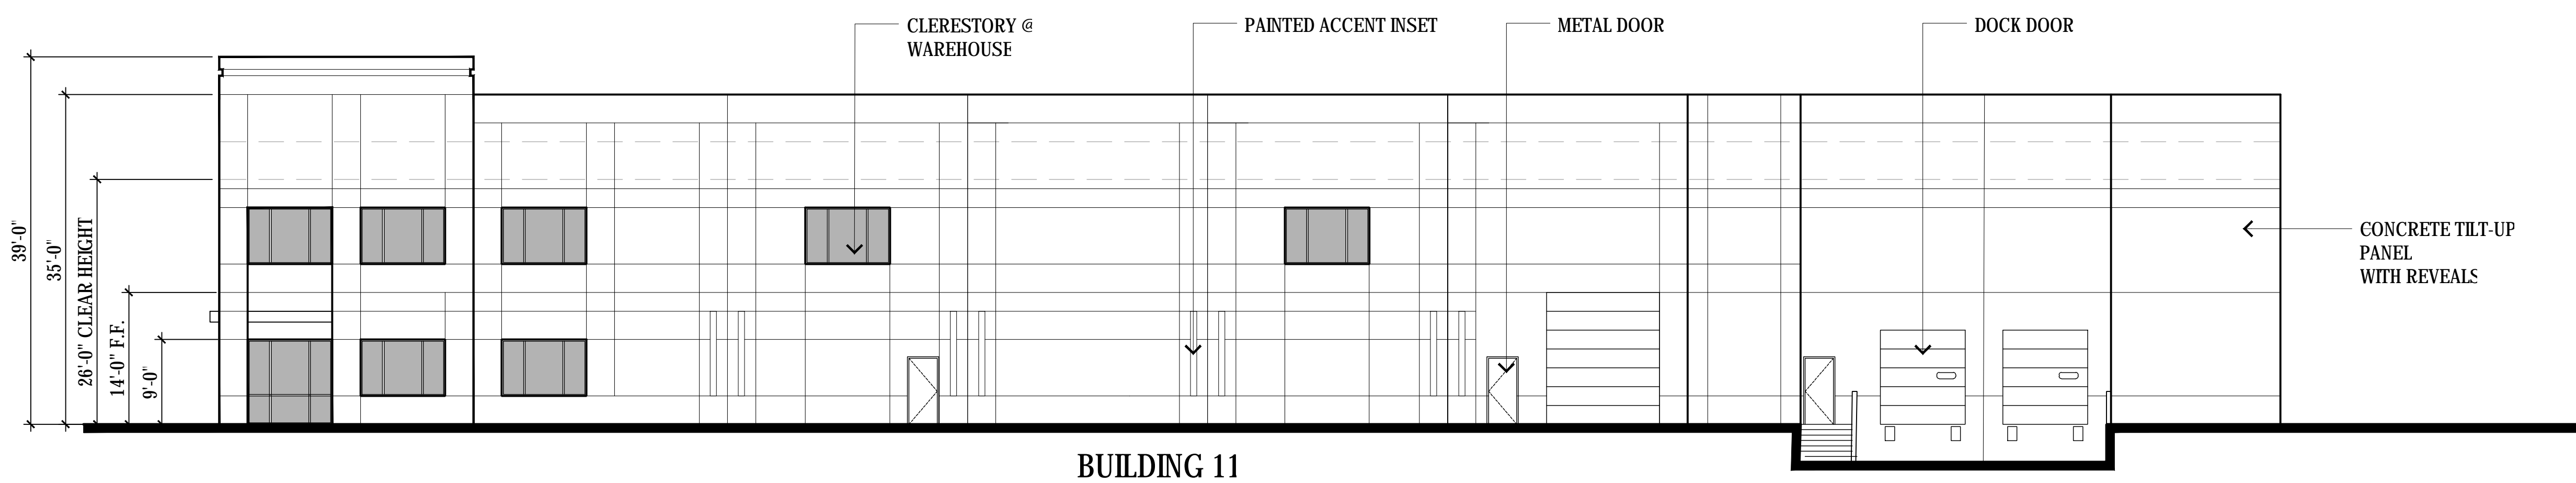 CLERESTORY @
WAREHOUSE
PAINTED ACCENT INSET
METAL DOOR
DOCK DOOR
39'-0"
35'-0"
26'-0" CLEAR HEIGHT
14'-0" F.F.
9'-0"
CONCRETE TILT-UP
PANEL
WITH REVEALS
BUILDING 11